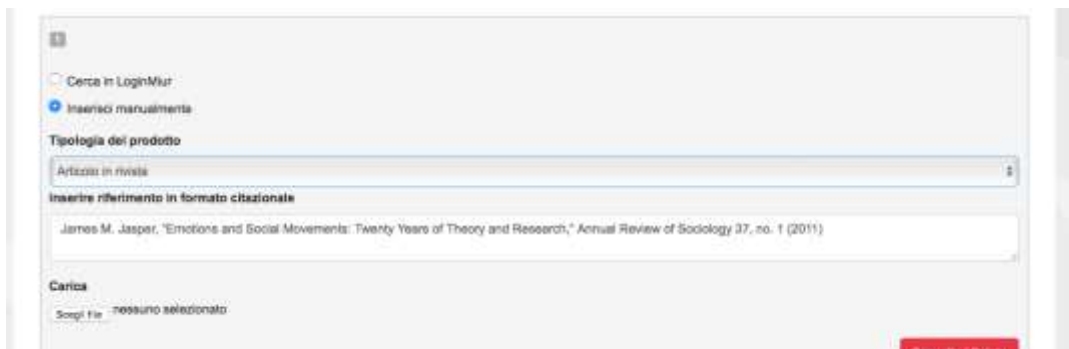 1
Cerca in LoginMiur
Inserisci manualmente
Tipologia del prodotto
Articolo in rivista
Inserire riferimento in formato citazionale
James M. Jasper, "Emotions and Social Movements: Twenty Years of Theory and Research," Annual Review of Sociology 37, no. 1 (2011)
Carica
Scegli file nessuno selezionato